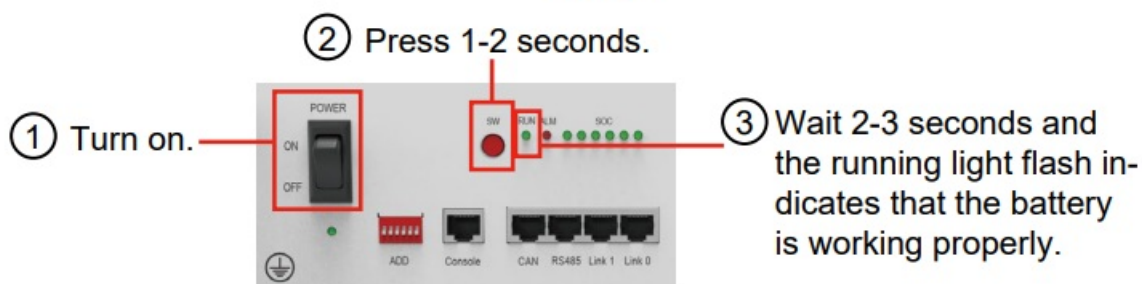 ② Press 1-2 seconds.
① Turn on.
POWER
ON
OFF
SW
RUN
ALM
SOC
③ Wait 2-3 seconds and
the running light flash in-
dicates that the battery
is working properly.
ADD
Console
CAN
RS485
Link 1
Link 0